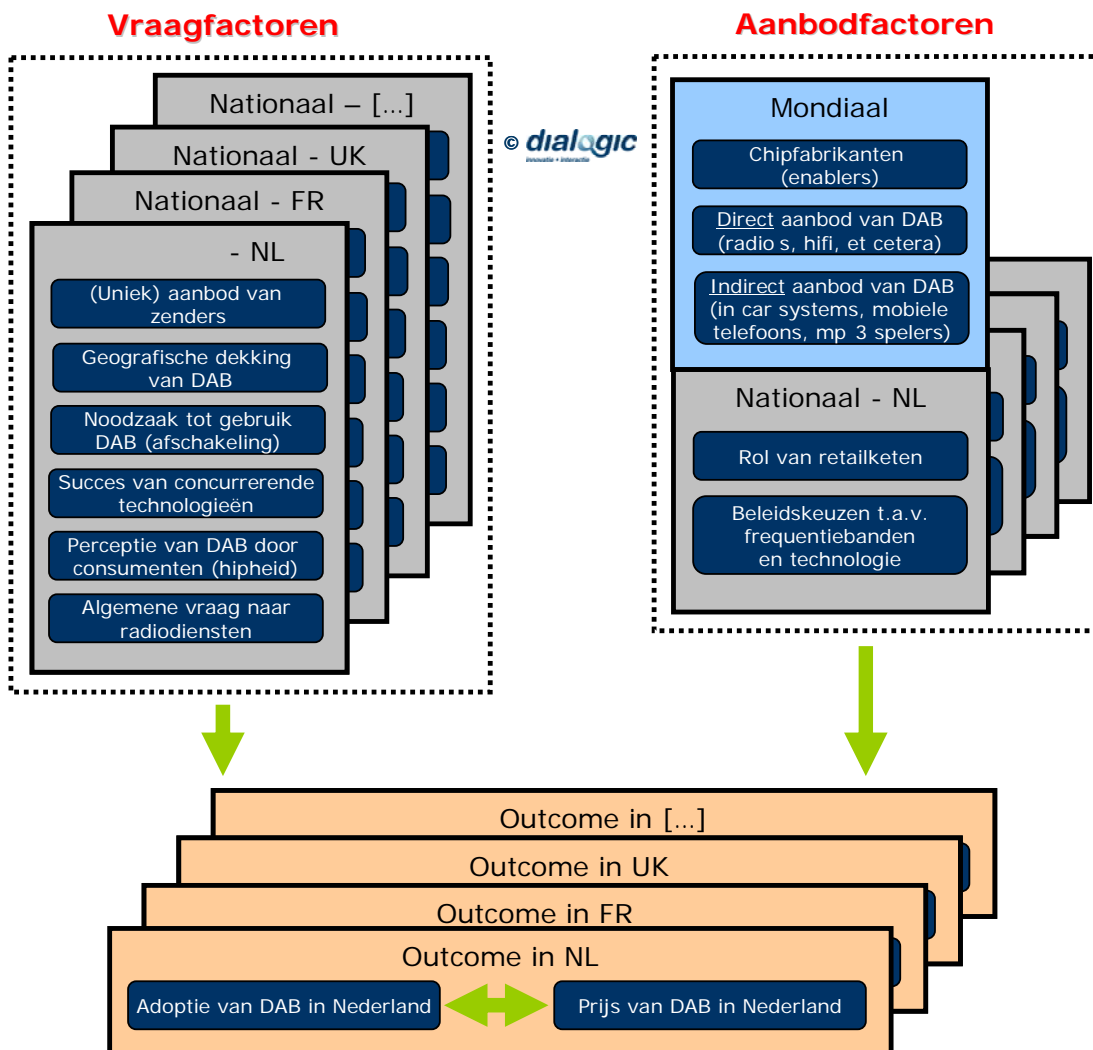 Vraagfactoren
Nationaal – [...]
Nationaal - UK
Nationaal - FR
- NL
(Uniek) aanbod van
zenders
Geografische dekking
van DAB
Noodzaak tot gebruik
DAB (afschakeling)
Succes van concurrerende
technologieën
Perceptie van DAB door
consumenten (hipheid)
Algemene vraag naar
radiodiensten
© dialogic
innovatie • interactie
Aanbodfactoren
Mondiaal
Chipfabrikanten
(enablers)
Direct aanbod van DAB
(radio s, hifi, et cetera)
Indirect aanbod van DAB
(in car systems, mobiele
telefoons, mp 3 spelers)
Nationaal - NL
Rol van retailketen
Beleidskeuzen t.a.v.
frequentiebanden
en technologie
Outcome in [...]
Outcome in UK
Outcome in FR
Outcome in NL
Adoptie van DAB in Nederland
Prijs van DAB in Nederland